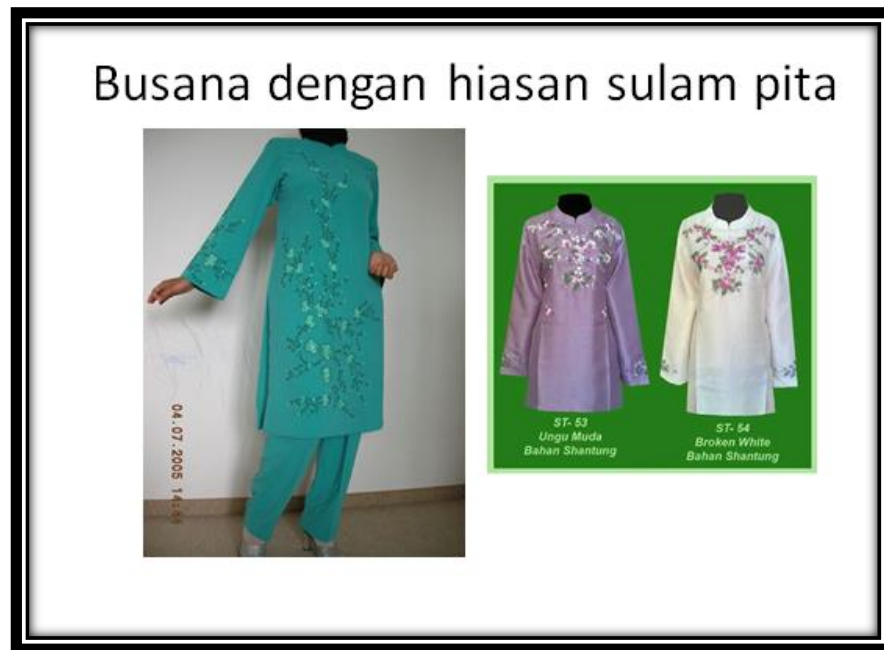 Busana dengan hiasan sulam pita
04.07.2005
ST- 53
Ungu Muda
Bahan Shantung
ST- 54
Broken White
Bahan Shantung